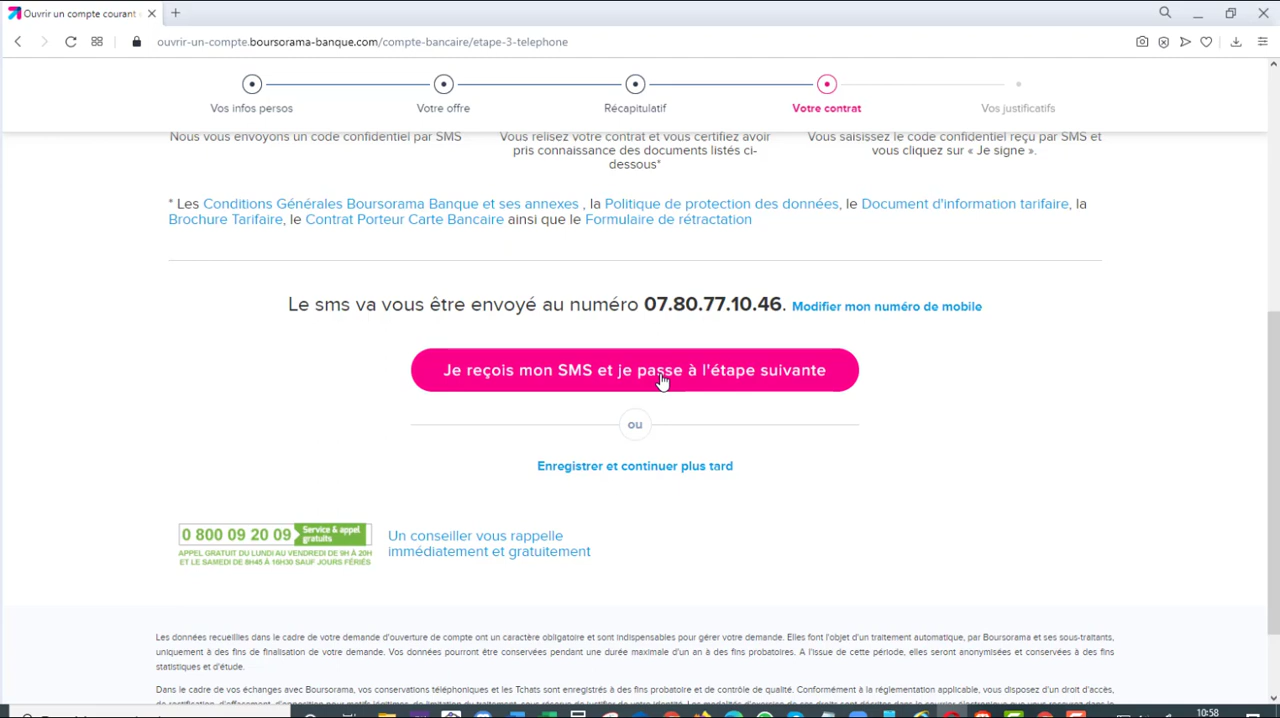 Ouvrir un compte courant
ouvrir-un-compte.boursorama-banque.com/compte-bancaire/etape-3-telephone
Vos infos persos
Votre offre
Récapitulatif
Votre contrat
Vos justificatifs
Nous vous envoyons un code confidentiel par SMS
Vous relisez votre contrat et vous certifiez avoir
pris connaissance des documents listés ci-
dessous*
Vous saisissez le code confidentiel reçu par SMS et
vous cliquez sur « Je signe ».
* Les Conditions Générales Boursorama Banque et ses annexes , la Politique de protection des données, le Document d'information tarifaire, la
Brochure Tarifaire, le Contrat Porteur Carte Bancaire ainsi que le Formulaire de rétractation
Le sms va vous être envoyé au numéro 07.80.77.10.46. Modifier mon numéro de mobile
Je reçois mon SMS et je passe à l'étape suivante
ou
Enregistrer et continuer plus tard
0 800 09 20 09
Service & appel
gratuits
APPEL GRATUIT DU LUNDI AU VENDREDI DE 9H À 20H
ET LE SAMEDI DE 8H45 À 16H30 SAUF JOURS FÉRIÉS
Un conseiller vous rappelle
immédiatement et gratuitement
Les données recueillies dans le cadre de votre demande d'ouverture de compte ont un caractère obligatoire et sont indispensables pour gérer votre demande. Elles font l'objet d'un traitement automatique, par Boursorama et ses sous-traitants,
uniquement à des fins de finalisation de votre demande. Vos données pourront être conservées pendant une durée maximale d'un an à des fins probatoires. A l'issue de cette période, elles seront anonymisées et conservées à des fins
statistiques et d'étude.
Dans le cadre de vos échanges avec Boursorama, vos conservations téléphoniques et les Tchats sont enregistrés à des fins probatoire et de contrôle de qualité. Conformément à la réglementation applicable, vous disposez d'un droit d'accès,
10:58